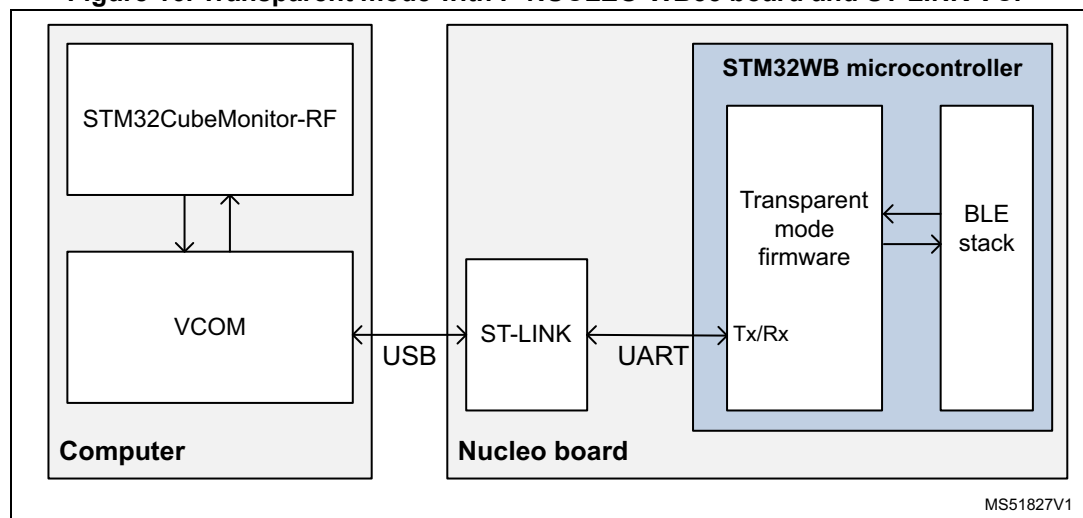 STM32WB microcontroller
STM32CubeMonitor-RF
Transparent
mode
firmware
BLE
stack
VCOM
USB
ST-LINK
UART
Tx/Rx
Computer
Nucleo board
MS51827V1